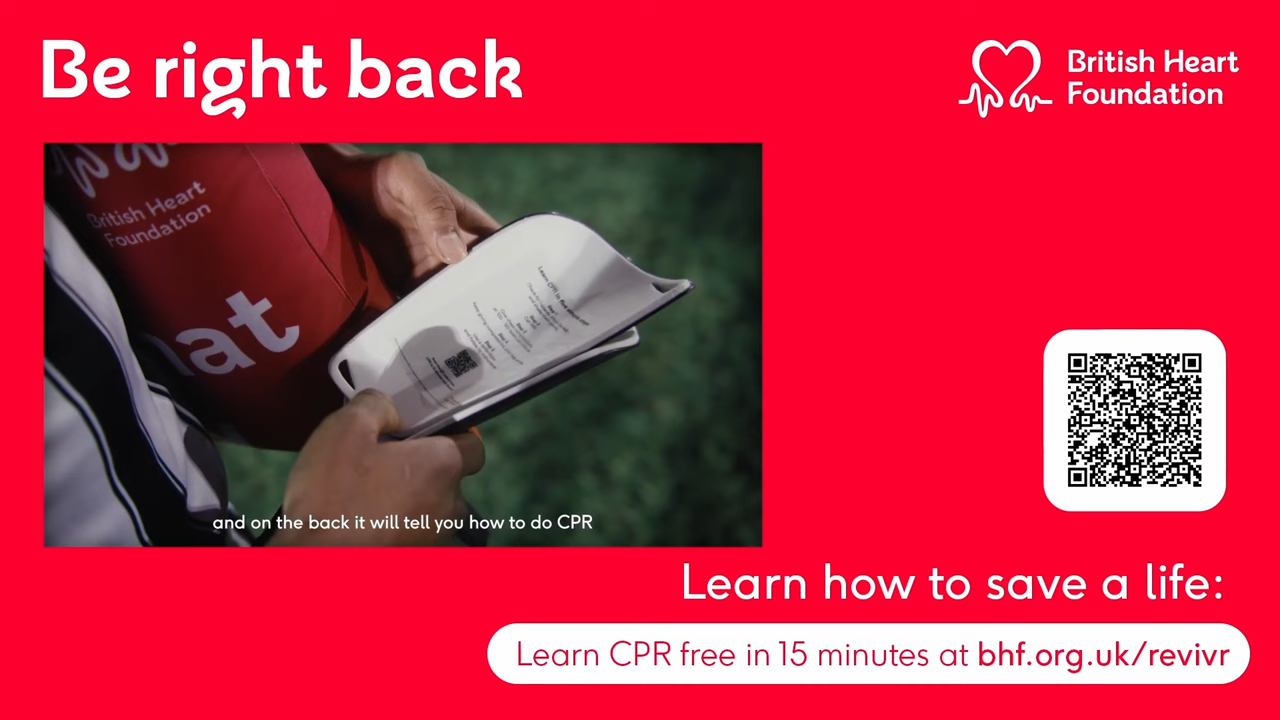 Be right back
British Heart
Foundation
British Heart
Foundation
at
and on the back it will tell you how to do CPR
Learn how to save a life:
Learn CPR free in 15 minutes at bhf.org.uk/revivr